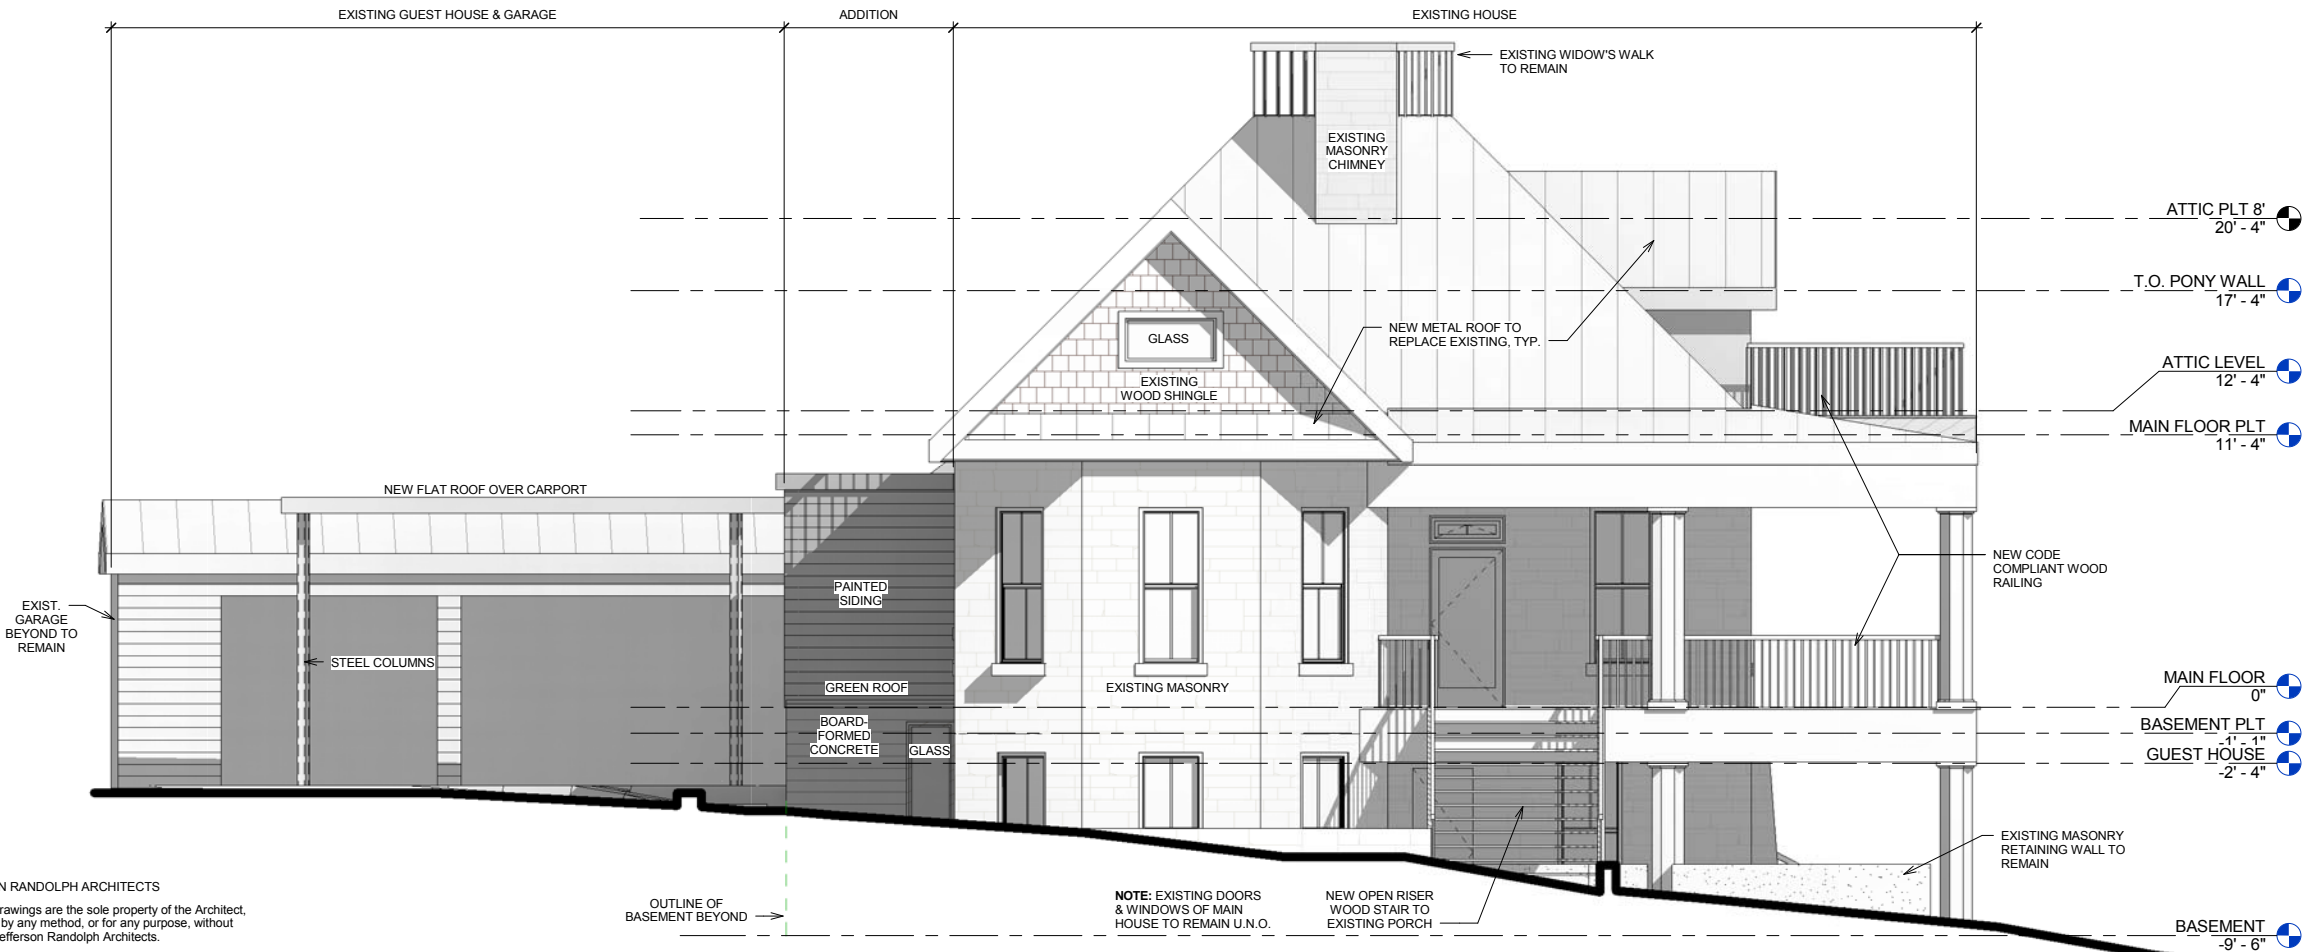 EXISTING GUEST HOUSE & GARAGE
ADDITION
EXISTING HOUSE
EXISTING WIDOW'S WALK
TO REMAIN
EXISTING
MASONRY
CHIMNEY
ATTIC PLT 8'
20' - 4"
T.O. PONY WALL
17' - 4"
NEW METAL ROOF TO
REPLACE EXISTING, TYP.
GLASS
ATTIC LEVEL
12' - 4"
EXISTING
WOOD SHINGLE
MAIN FLOOR PLT
11' - 4"
NEW FLAT ROOF OVER CARPORT
NEW CODE
COMPLIANT WOOD
RAILING
PAINTED
SIDING
EXIST.
GARAGE
BEYOND TO
REMAIN
STEEL COLUMNS
GREEN ROOF
EXISTING MASONRY
MAIN FLOOR
0"
BOARD-
FORMED
CONCRETE
GLASS
BASEMENT PLT
-1' - 1"
GUEST HOUSE
-2' - 4"
EXISTING MASONRY
RETAINING WALL TO
REMAIN
RANDOLPH ARCHITECTS
drawings are the sole property of the Architect,
by any method, or for any purpose, without
Jefferson Randolph Architects.
OUTLINE OF
BASEMENT BEYOND
NOTE: EXISTING DOORS
& WINDOWS OF MAIN
HOUSE TO REMAIN U.N.O.
NEW OPEN RISER
WOOD STAIR TO
EXISTING PORCH
BASEMENT
-9' - 6"